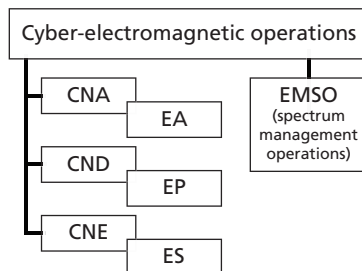 Cyber-electromagnetic operations
CNA
EA
CND
EP
CNE
ES
EMSO
(spectrum
management
operations)